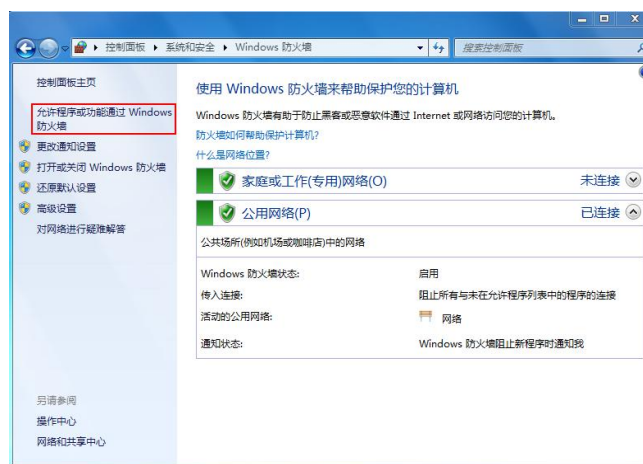 控制面板 系统和安全 Windows 防火墙
搜索控制面板
控制面板主页
允许程序或功能通过 Windows
防火墙
更改通知设置
打开或关闭 Windows 防火墙
还原默认设置
高级设置
对网络进行疑难解答
另请参阅
操作中心
网络和共享中心
使用 Windows 防火墙来帮助保护您的计算机
Windows 防火墙有助于防止黑客或恶意软件通过 Internet 或网络访问您的计算机。
防火墙如何帮助保护计算机?
什么是网络位置?
家庭或工作(专用)网络(O) 未连接
公用网络(P) 已连接
公共场所(例如机场或咖啡店)中的网络
Windows 防火墙状态: 启用
传入连接: 阻止所有与未在允许程序列表中的程序的连接
活动的公用网络: 网络
通知状态: Windows 防火墙阻止新程序时通知我